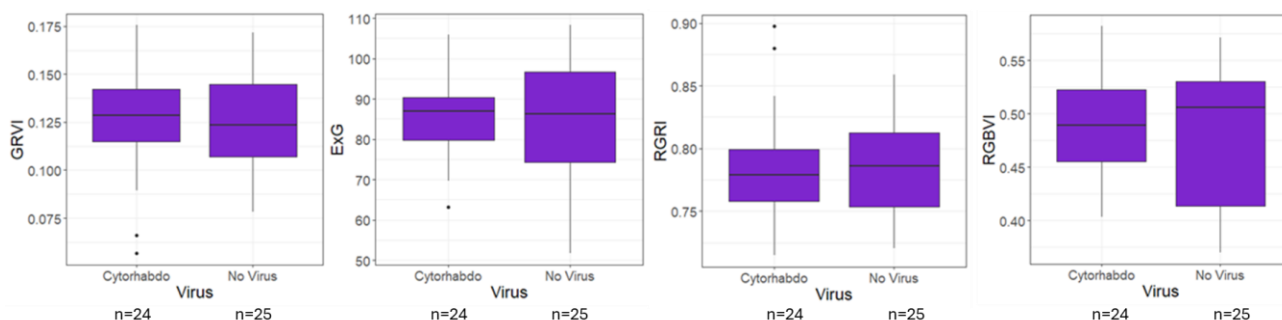 GRVI
0.175
0.150
0.125
0.100
0.075
Cytorhabdo No Virus
Virus
n=24 n=25
ExG
110
100
90
80
70
60
50
Cytorhabdo No Virus
Virus
n=24 n=25
RGRI
0.90
0.85
0.80
0.75
Cytorhabdo No Virus
Virus
n=24 n=25
RGBVI
0.55
0.50
0.45
0.40
Cytorhabdo No Virus
Virus
n=24 n=25